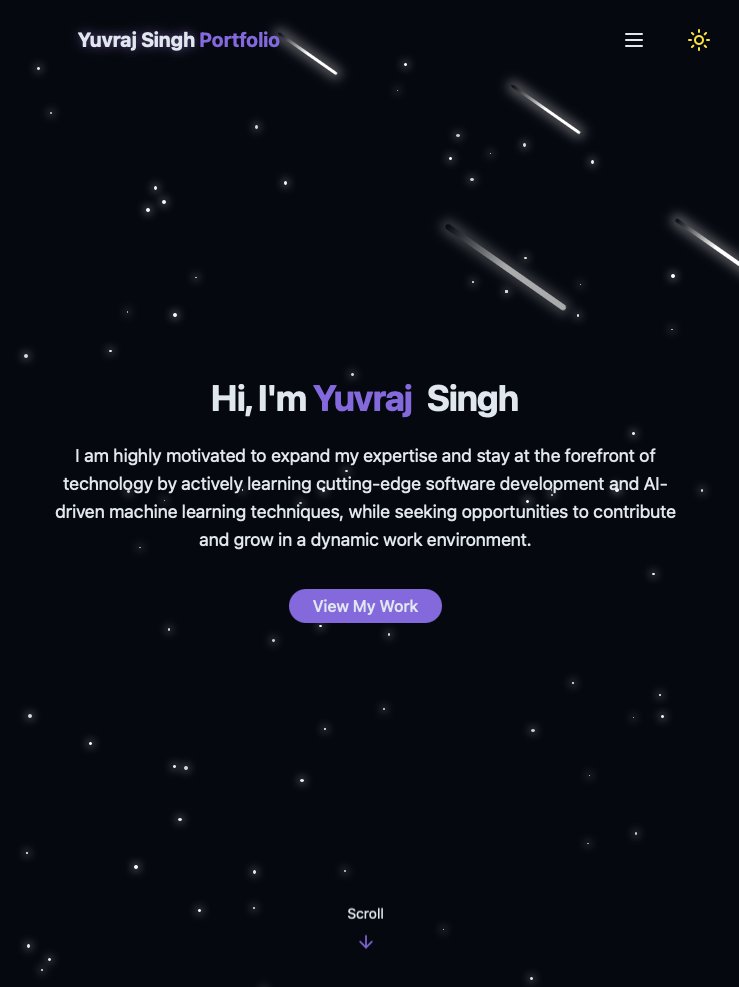 Yuvraj Singh Portfolio
Hi, I'm Yuvraj Singh
I am highly motivated to expand my expertise and stay at the forefront of
technology by actively learning cutting-edge software development and AI-
driven machine learning techniques, while seeking opportunities to contribute
and grow in a dynamic work environment.
View My Work
Scroll